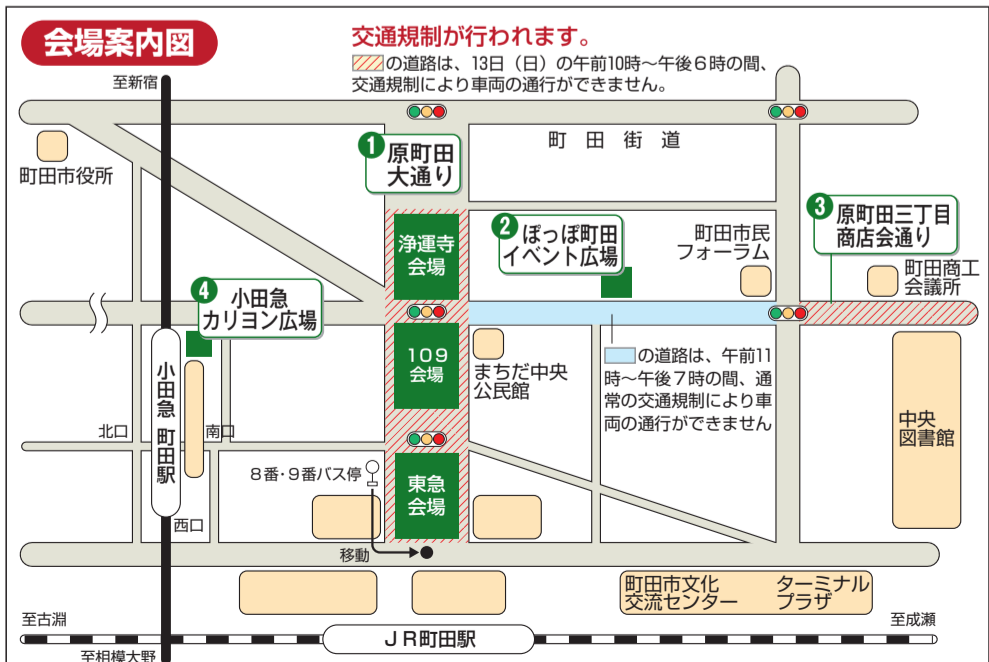 会場案内図
交通規制が行われます。
の道路は、13日（日）の午前10時～午後６時の間、
交通規制により車両の通行ができません。
至新宿
町田街道
町田市役所
1
原町田
大通り
2
ぽっぽ町田
イベント広場
町田市民
フォーラム
3
原町田三丁目
商店会通り
町田商工
会議所
浄運寺
会場
4
小田急
カリヨン広場
109
会場
まちだ中央
公民館
の道路は、午前11
時～午後７時の間、通
常の交通規制により車
両の通行ができません
中央
図書館
小田急 町田駅
北口
南口
西口
８番・９番バス停
東急
会場
移動
町田市文化
交流センター
ターミナル
プラザ
至古淵
至成瀬
ＪＲ町田駅
至相模大野